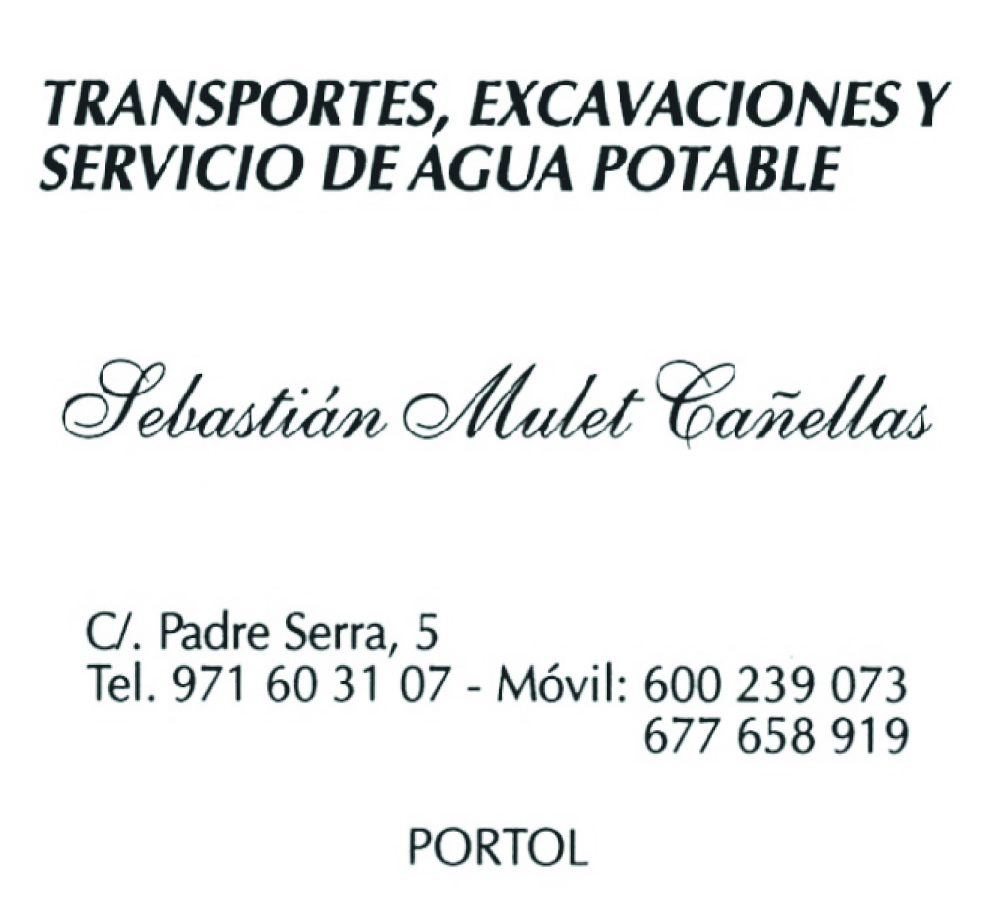 TRANSPORTES, EXCAVACIONES Y
SERVICIO DE AGUA POTABLE
Sebastián Mulet Cañellas
C/. Padre Serra, 5
Tel. 971 60 31 07 - Móvil: 600 239 073
677 658 919
PORTOL